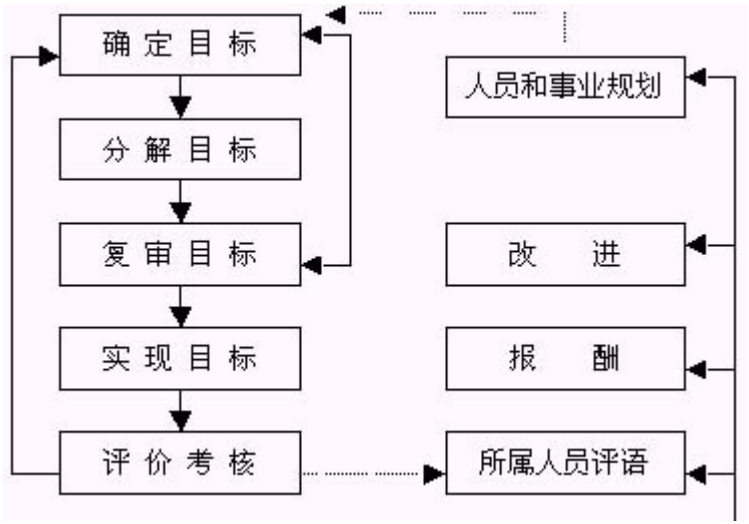 确定目标
人员和事业规划
分解目标
复审目标
改进
实现目标
报酬
评价考核
所属人员评语